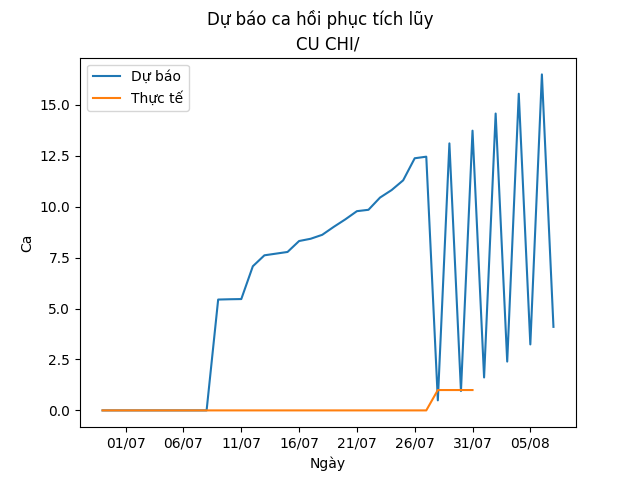 Dự báo ca hồi phục tích lũy
CU CHI/
Dự báo
Thực tế
15.0
12.5
10.0
7.5
5.0
2.5
0.0
Ca
01/07 06/07 11/07 16/07 21/07 26/07 31/07 05/08
Ngày